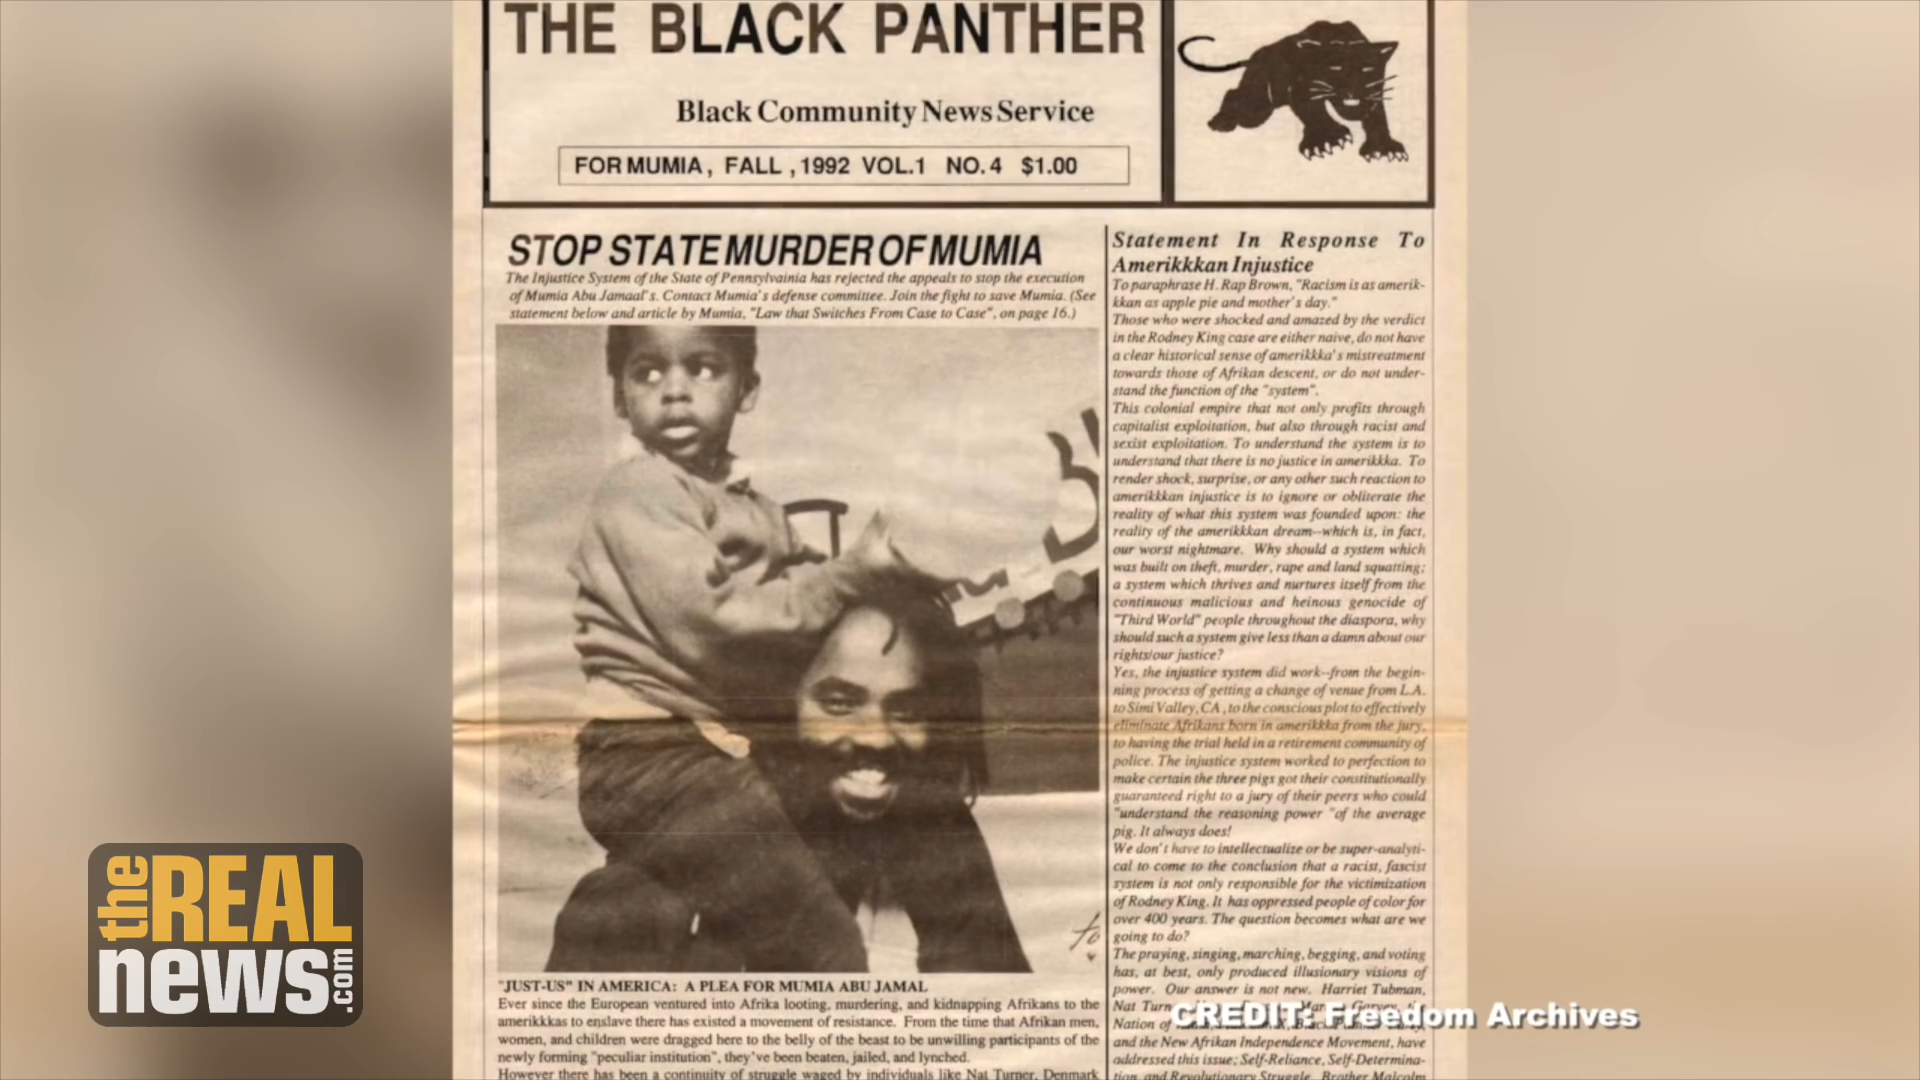 THE BLACK PANTHER
Black Community News Service
FOR MUMIA, FALL, 1992 VOL.1 NO. 4 $1.00
STOP STATE MURDER OF MUMIA
The Injustice System of the State of Pennsylvainia has rejected the appeals to stop the execution
of Mumia Abu Jamaal's. Contact Mumia's defense committee. Join the fight to save Mumia. (See
statement below and article by Mumia, "Law that Switches From Case to Case", on page 16.)
"JUST-US" IN AMERICA: A PLEA FOR MUMIA ABU JAMAL
Ever since the European ventured into Afrika looting, murdering, and kidnapping Afrikans to the
amerikkkas to enslave there has existed a movement of resistance. From the time that Afrikan men,
women, and children were dragged here to the belly of the beast to be unwilling participants of the
newly forming "peculiar institution", they've been beaten, jailed, and lynched.
However there has been a continuity of struggle waged by individuals like Nat Turner, Denmark
Statement In Response To
Amerikkkan Injustice
To paraphrase H. Rap Brown, "Racism is as amerik-
kkan as apple pie and mother's day."
Those who were shocked and amazed by the verdict
in the Rodney King case are either naive, do not have
a clear historical sense of amerikkka's mistreatment
towards those of Afrikan descent, or do not under-
stand the function of the "system".
This colonial empire that not only profits through
capitalist exploitation, but also through racist and
sexist exploitation. To understand the system is to
understand that there is no justice in amerikkka. To
render shock, surprise, or any other such reaction to
amerikkkan injustice is to ignore or obliterate the
reality of what this system was founded upon: the
reality of the amerikkkan dream--which is, in fact,
our worst nightmare. Why should a system which
was built on theft, murder, rape and land squatting;
a system which thrives and nurtures itself from the
continuous malicious and heinous genocide of
"Third World" people throughout the diaspora, why
should such a system give less than a damn about our
rights/our justice?
Yes, the injustice system did work--from the begin-
ning process of getting a change of venue from L.A.
to Simi Valley, CA, to the conscious plot to effectively
eliminate Afrikans born in amerikkka from the jury,
to having the trial held in a retirement community of
police. The injustice system worked to perfection to
make certain the three pigs got their constitutionally
guaranteed right to a jury of their peers who could
"understand the reasoning power "of the average
pig. It always does!
We don't have to intellectualize or be super-analyti-
cal to come to the conclusion that a racist, fascist
system is not only responsible for the victimization
of Rodney King. It has oppressed people of color for
over 400 years. The question becomes what are we
going to do?
The praying, singing, marching, begging, and voting
has, at best, only produced illusionary visions of
power. Our answer is not new. Harriet Tubman,
Nat
Nation of
and the New Afrikan Independence Movement, have
addressed this issue; Self-Reliance, Self-Determina-
tion, and Revolutionary Struggle. Brother Malcolm
CREDIT: Freedom Archives
the REAL
news.com